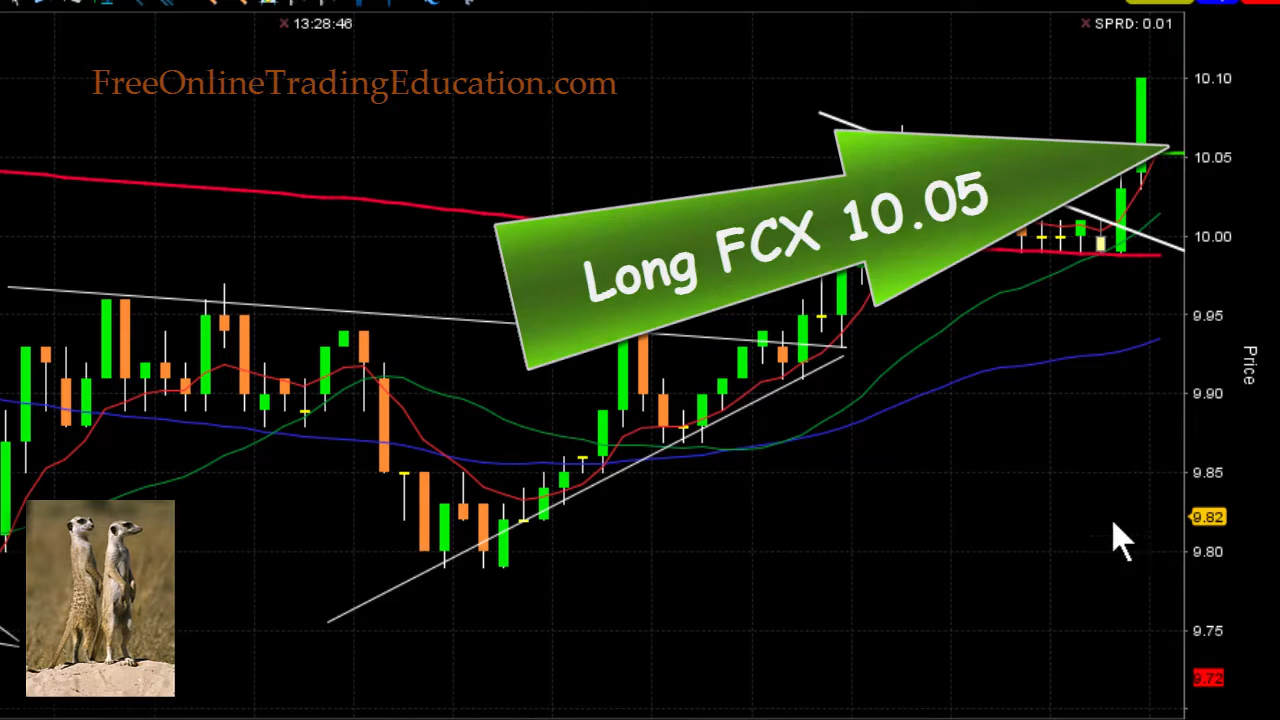 13:28:46
SPRD: 0.01
FreeOnlineTradingEducation.com
10.10
10.05
Long FCX 10.05
10.00
9.95
Price
9.90
9.85
9.82
9.80
9.75
9.72